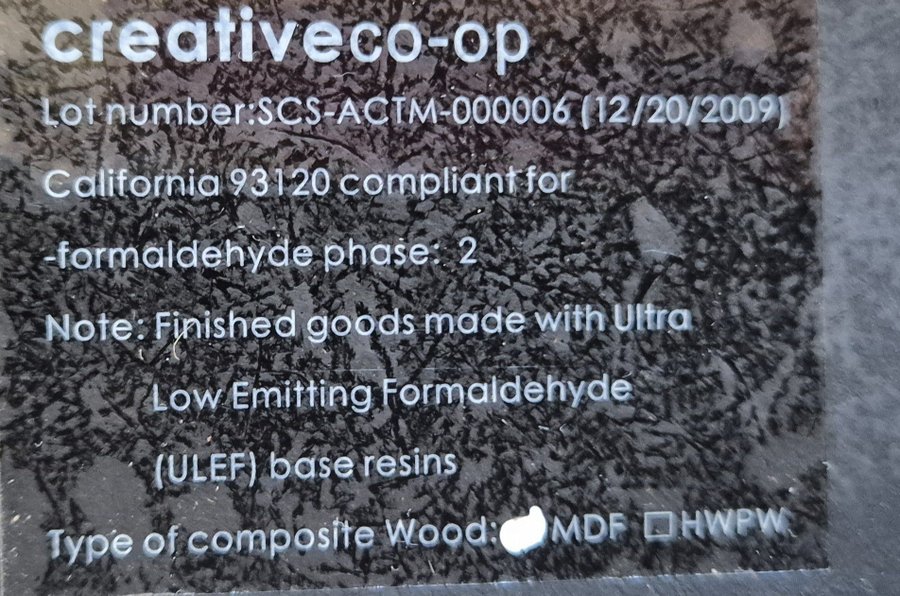 creativeco-op
Lot number:SCS-ACTM-000006 (12/20/2009)
California 93120 compliant for
-formaldehyde phase: 2
Note: Finished goods made with Ultra
Low Emitting Formaldehyde
(ULEF) base resins
Type of composite Wood: MDF ☐HWPW